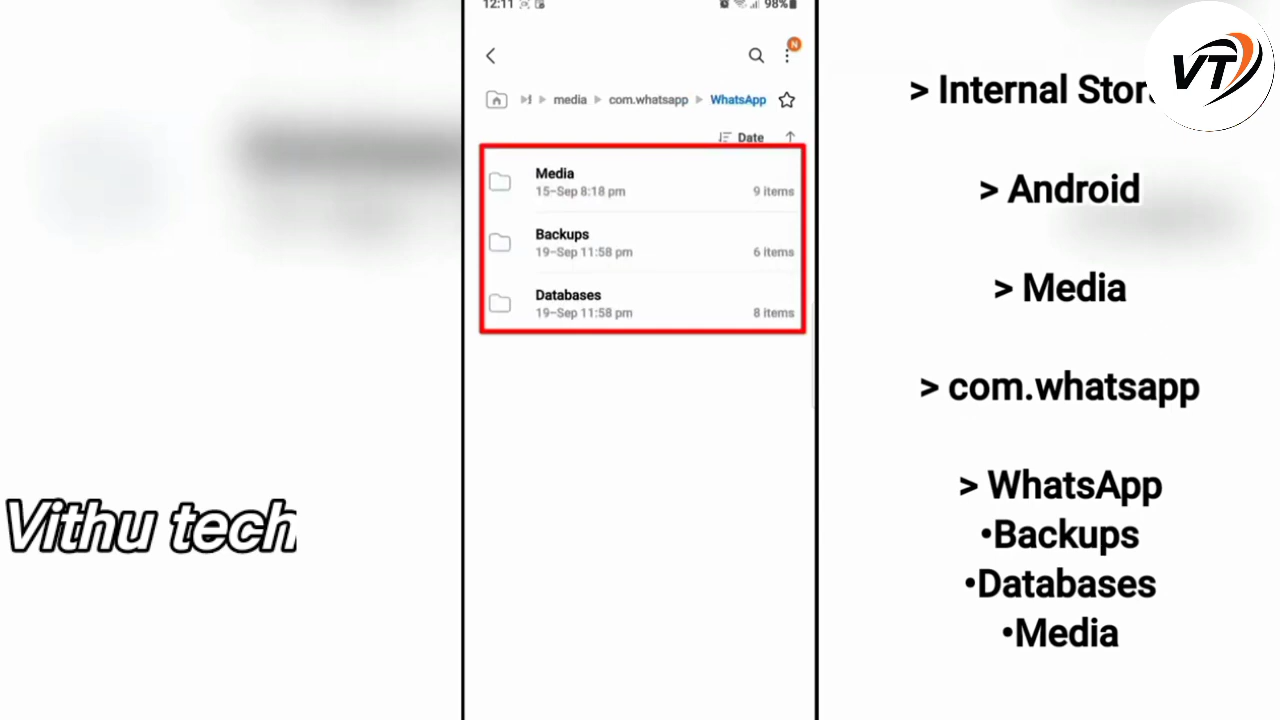 12:11
98%
N
media
com.whatsapp
WhatsApp
Date
Media
15-Sep 8:18 pm
9 items
Backups
19-Sep 11:58 pm
6 items
Databases
19-Sep 11:58 pm
8 items
Vithu tech
VT
> Internal Stor
> Android
> Media
> com.whatsapp
> WhatsApp
•Backups
•Databases
•Media